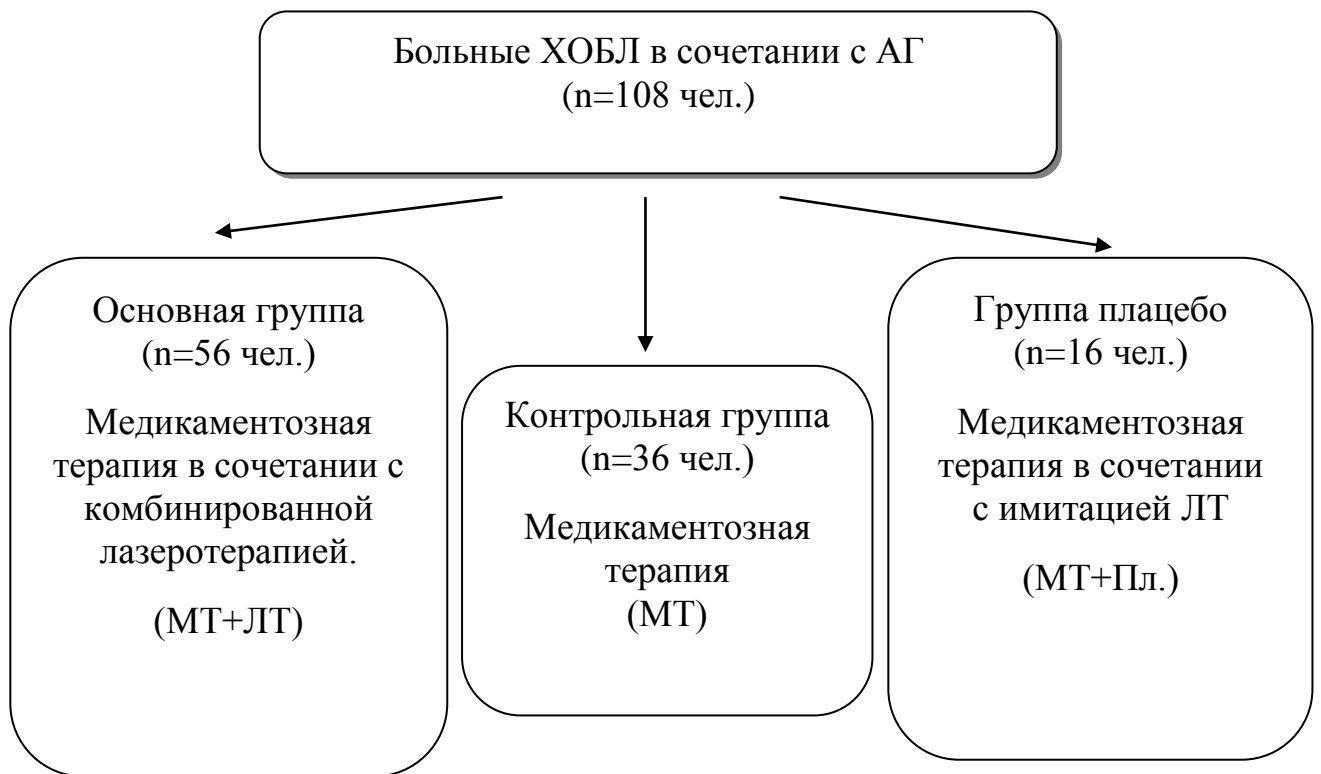 Больные ХОБЛ в сочетании с АГ
(n=108 чел.)
Основная группа
(n=56 чел.)
Медикаментозная
терапия в сочетании с
комбинированной
лазеротерапией.
(МТ+ЛТ)
Контрольная группа
(n=36 чел.)
Медикаментозная
терапия
(МТ)
Группа плацебо
(n=16 чел.)
Медикаментозная
терапия в сочетании
с имитацией ЛТ
(МТ+Пл.)